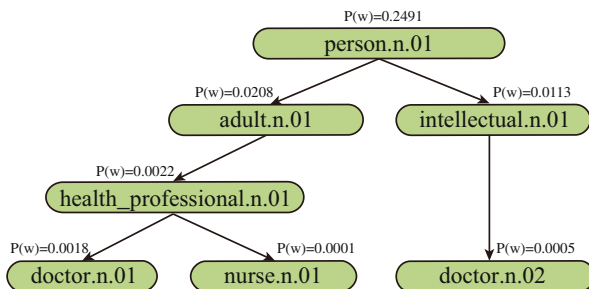 P(w)=0.2491
person.n.01
P(w)=0.0208
P(w)=0.0113
adult.n.01
intellectual.n.01
P(w)=0.0022
health_professional.n.01
P(w)=0.0018
P(w)=0.0001
P(w)=0.0005
doctor.n.01
nurse.n.01
doctor.n.02